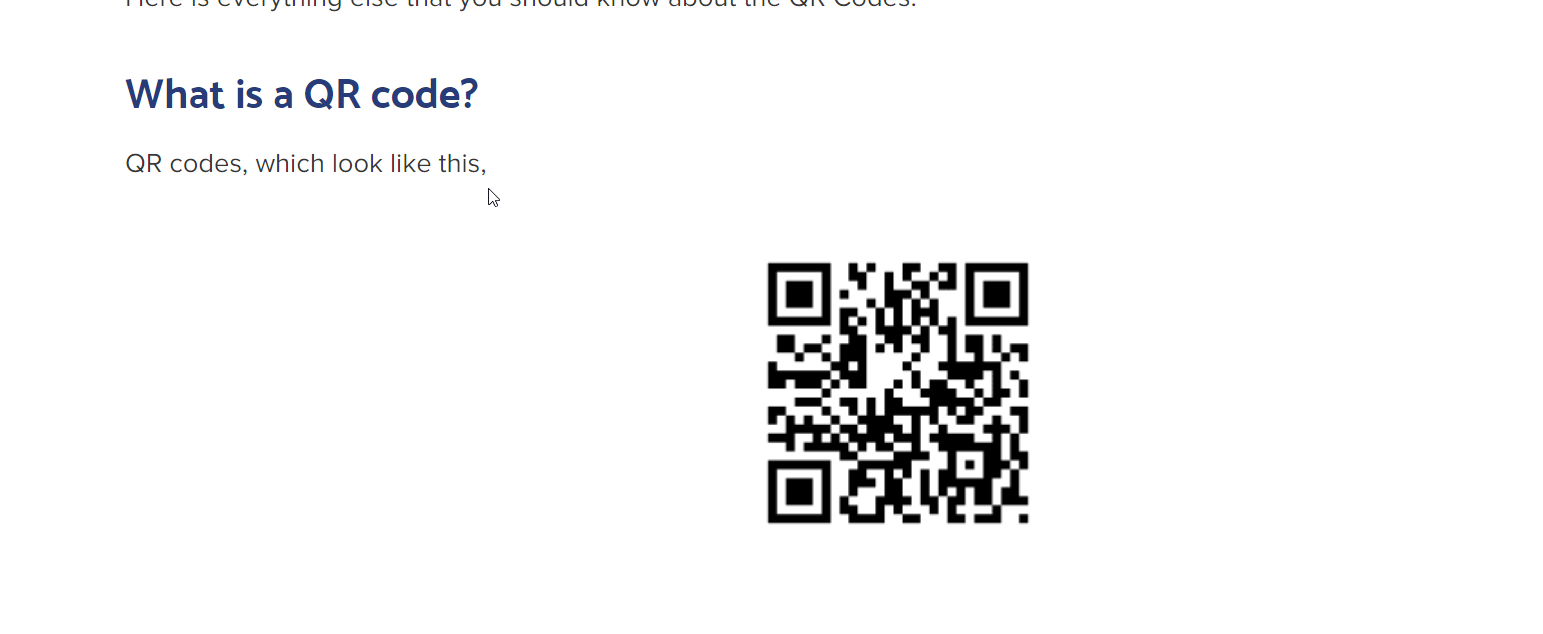 Here is everything else that you should know about the QR Codes.
What is a QR code?
QR codes, which look like this,